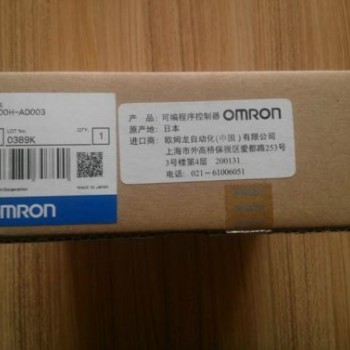 00H-AD003
LOT No.
QTY.
0389K
1
OMRON
产    品：可编程序控制器 OMRON
原产地：日本
进口商：欧姆龙自动化(中国)有限公司
上海市外高桥保税区爱都路253号
3号楼第4层 200131
电话：021-61006051